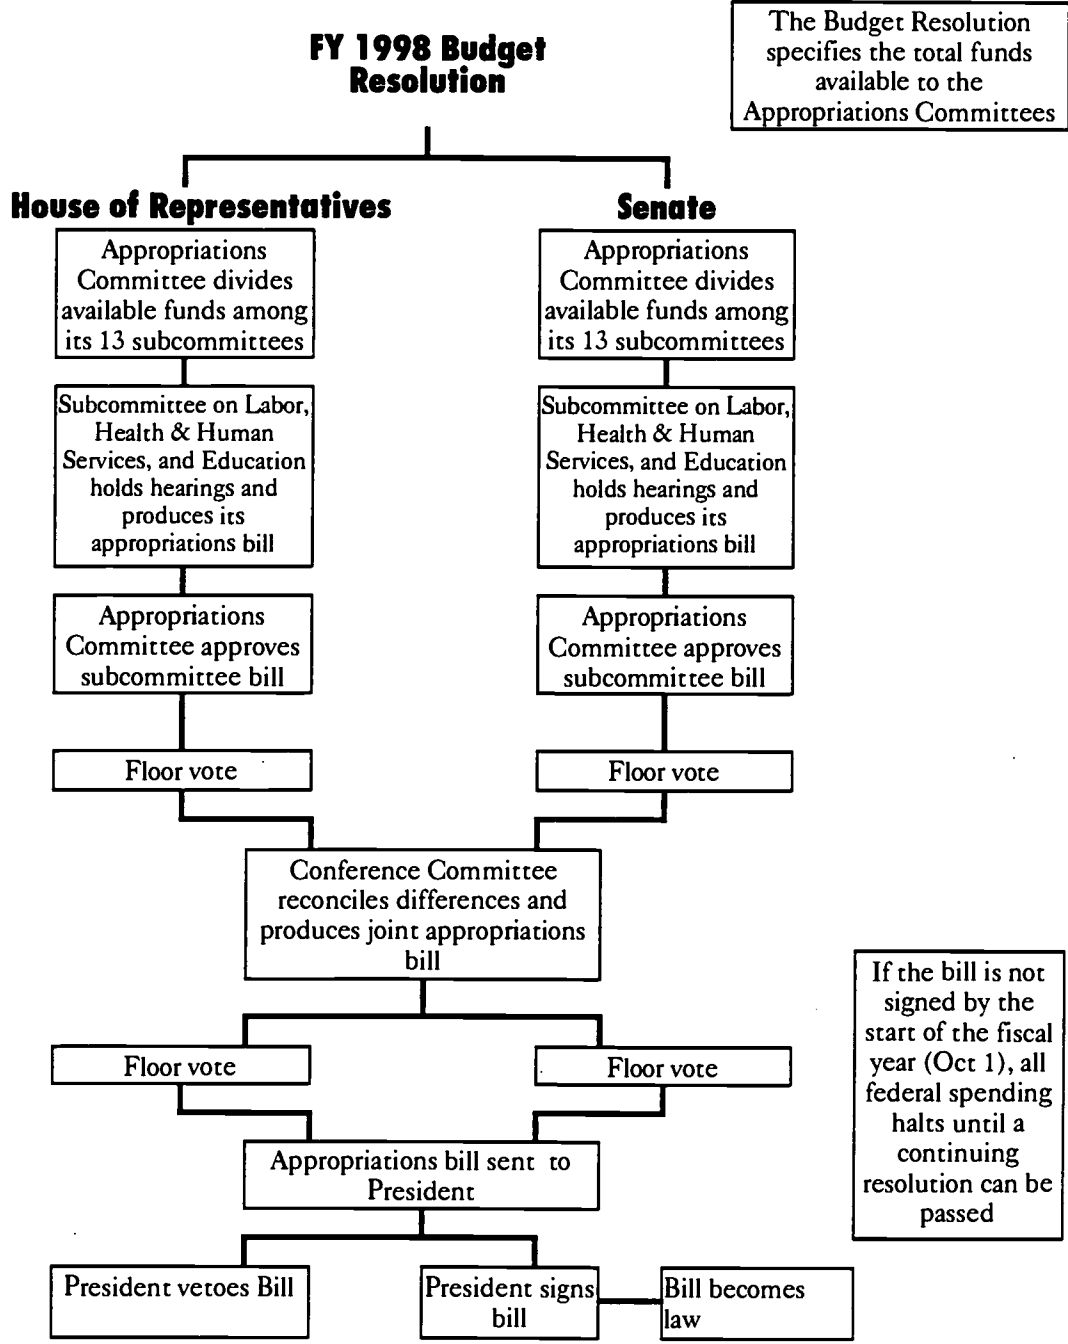 FY 1998 Budget
Resolution
The Budget Resolution
specifies the total funds
available to the
Appropriations Committees
House of Representatives
Appropriations
Committee divides
available funds among
its 13 subcommittees
Subcommittee on Labor,
Health & Human
Services, and Education
holds hearings and
produces its
appropriations bill
Appropriations
Committee approves
subcommittee bill
Floor vote
Senate
Appropriations
Committee divides
available funds among
its 13 subcommittees
Subcommittee on Labor,
Health & Human
Services, and Education
holds hearings and
produces its
appropriations bill
Appropriations
Committee approves
subcommittee bill
Floor vote
Conference Committee
reconciles differences and
produces joint appropriations
bill
Floor vote
Floor vote
Appropriations bill sent to
President
President vetoes Bill
President signs
bill
Bill becomes
law
If the bill is not
signed by the
start of the fiscal
year (Oct 1), all
federal spending
halts until a
continuing
resolution can be
passed